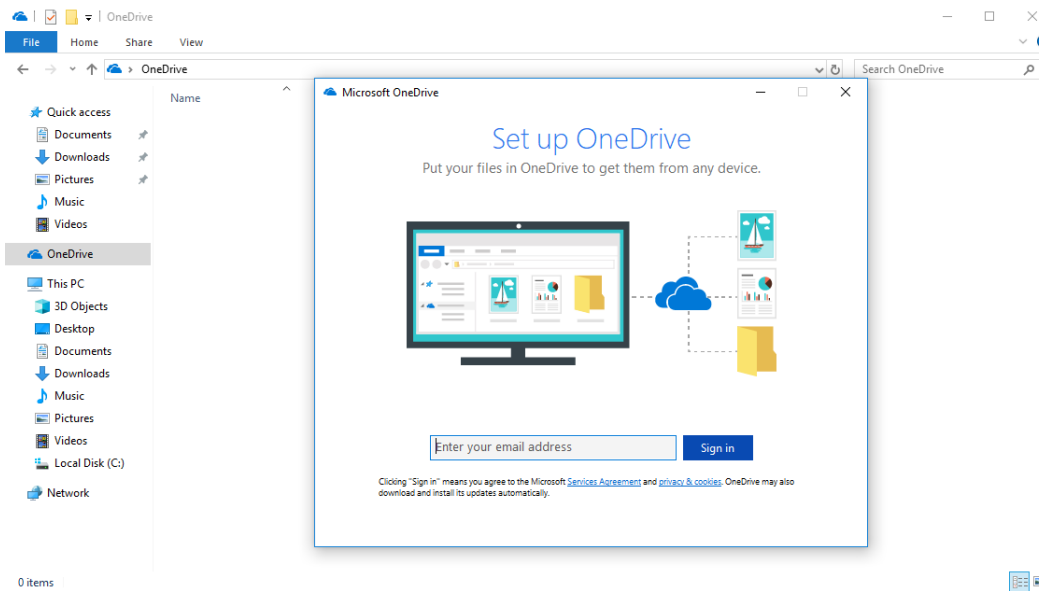 OneDrive
File Home Share View
OneDrive
Search OneDrive
Name
Quick access
Documents
Downloads
Pictures
Music
Videos
OneDrive
This PC
3D Objects
Desktop
Documents
Downloads
Music
Pictures
Videos
Local Disk (C:)
Network
0 items
Microsoft OneDrive
Set up OneDrive
Put your files in OneDrive to get them from any device.
Enter your email address
Sign in
Clicking "Sign in" means you agree to the Microsoft Services Agreement and privacy & cookies. OneDrive may also
download and install its updates automatically.